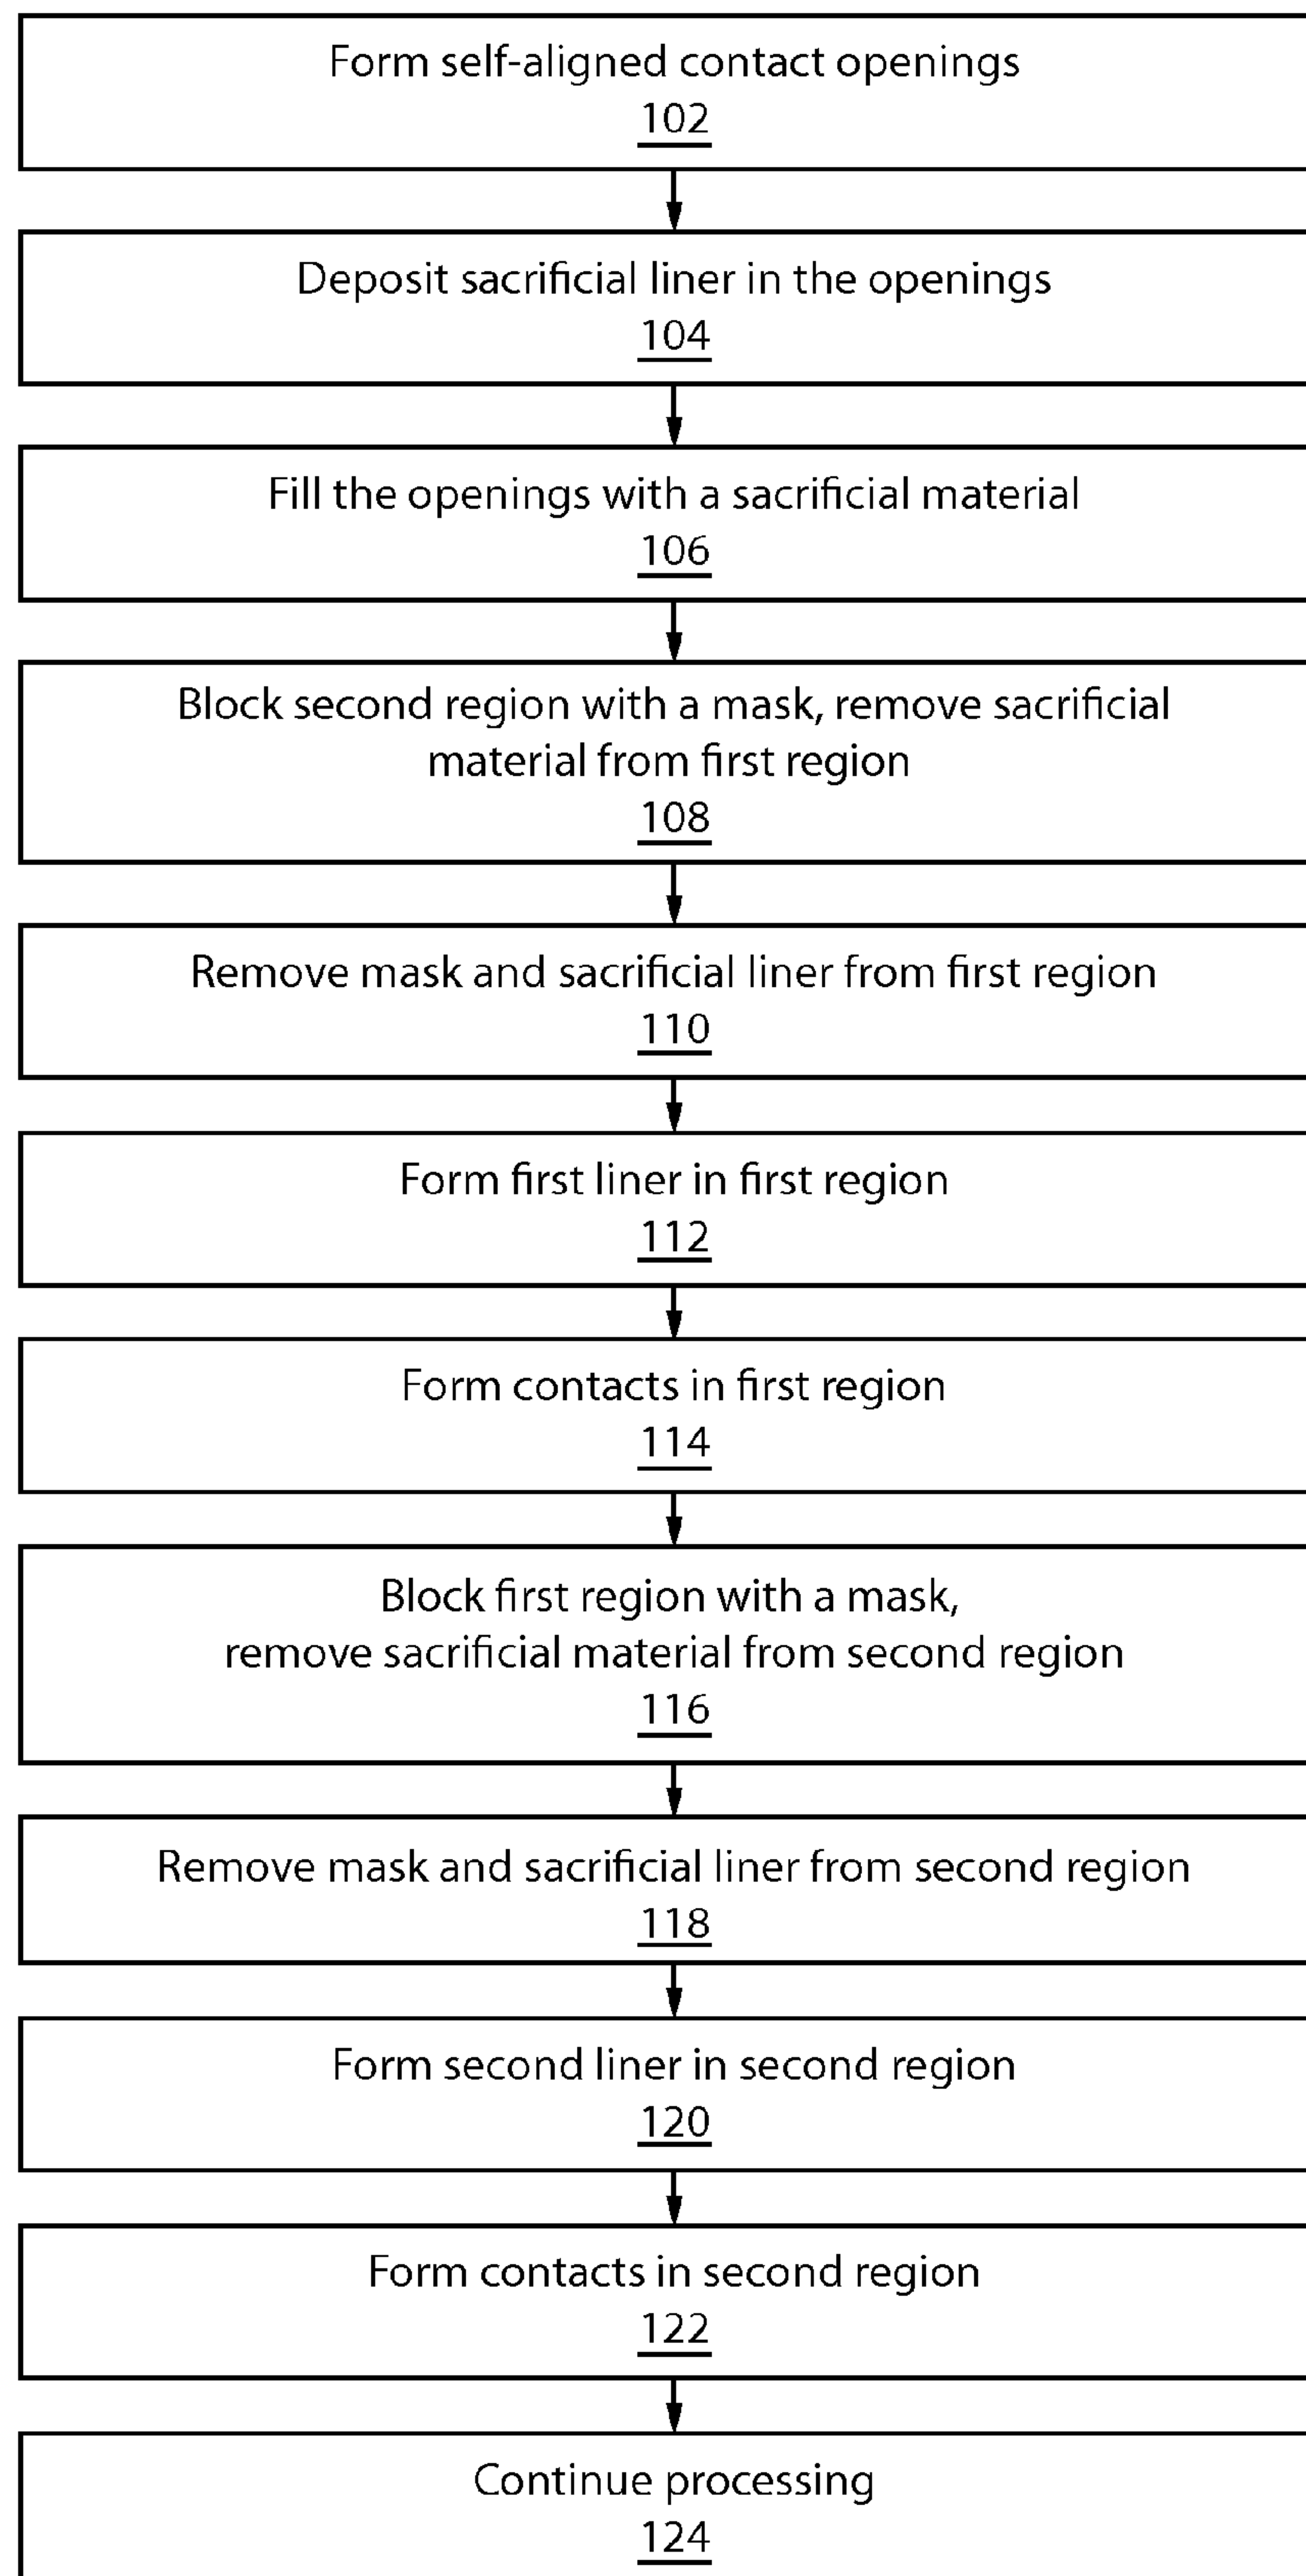 Form self-aligned contact openings
102
Deposit sacrificial liner in the openings
104
Fill the openings with a sacrificial material
106
Block second region with a mask, remove sacrificial
material from first region
108
Remove mask and sacrificial liner from first region
110
Form first liner in first region
112
Form contacts in first region
114
Block first region with a mask,
remove sacrificial material from second region
116
Remove mask and sacrificial liner from second region
118
Form second liner in second region
120
Form contacts in second region
122
Continue processing
124